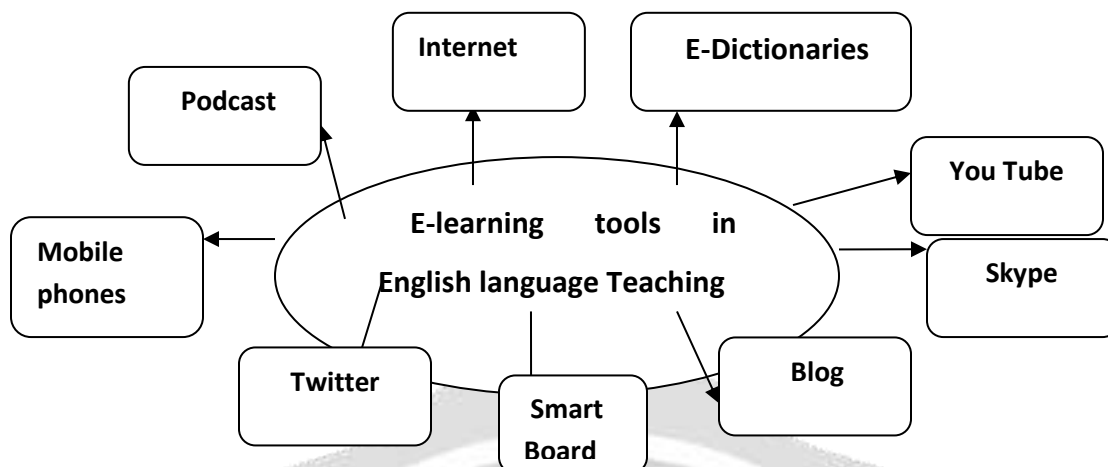 Internet
E-Dictionaries
Podcast
You Tube
E-learning tools in
English language Teaching
Mobile
phones
Skype
Twitter
Blog
Smart
Board